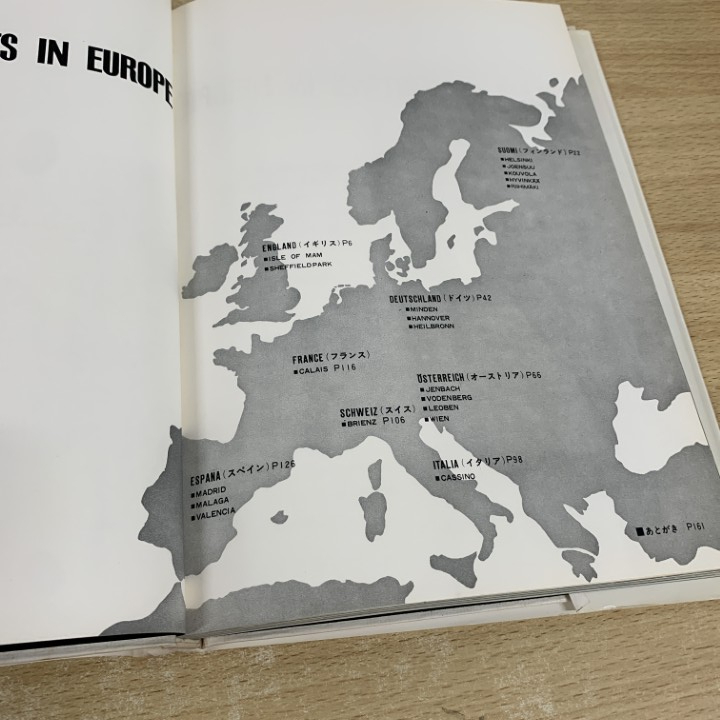 S IN EUROPE
SUOMI(フィンランド)P22
■HELSINKI
■JOENSUU
■KOUVOLA
■HYVINKÄÄ
■RIIHIMÄKI
ENGLAND(イギリス)P6
■ISLE OF MAM
■SHEFFIELDPARK
DEUTSCHLAND(ドイツ)P42
■MINDEN
■HANNOVER
■HEILBRONN
FRANCE(フランス)
■CALAIS P116
ÖSTERREICH(オーストリア)P66
■JENBACH
■VODENBERG
■LEOBEN
■WIEN
SCHWEIZ(スイス)
■BRIENZ P106
ESPAÑA(スペイン)P126
■MADRID
■MALAGA
■VALENCIA
ITALIA(イタリア)P98
■CASSINO
■あとがき P161